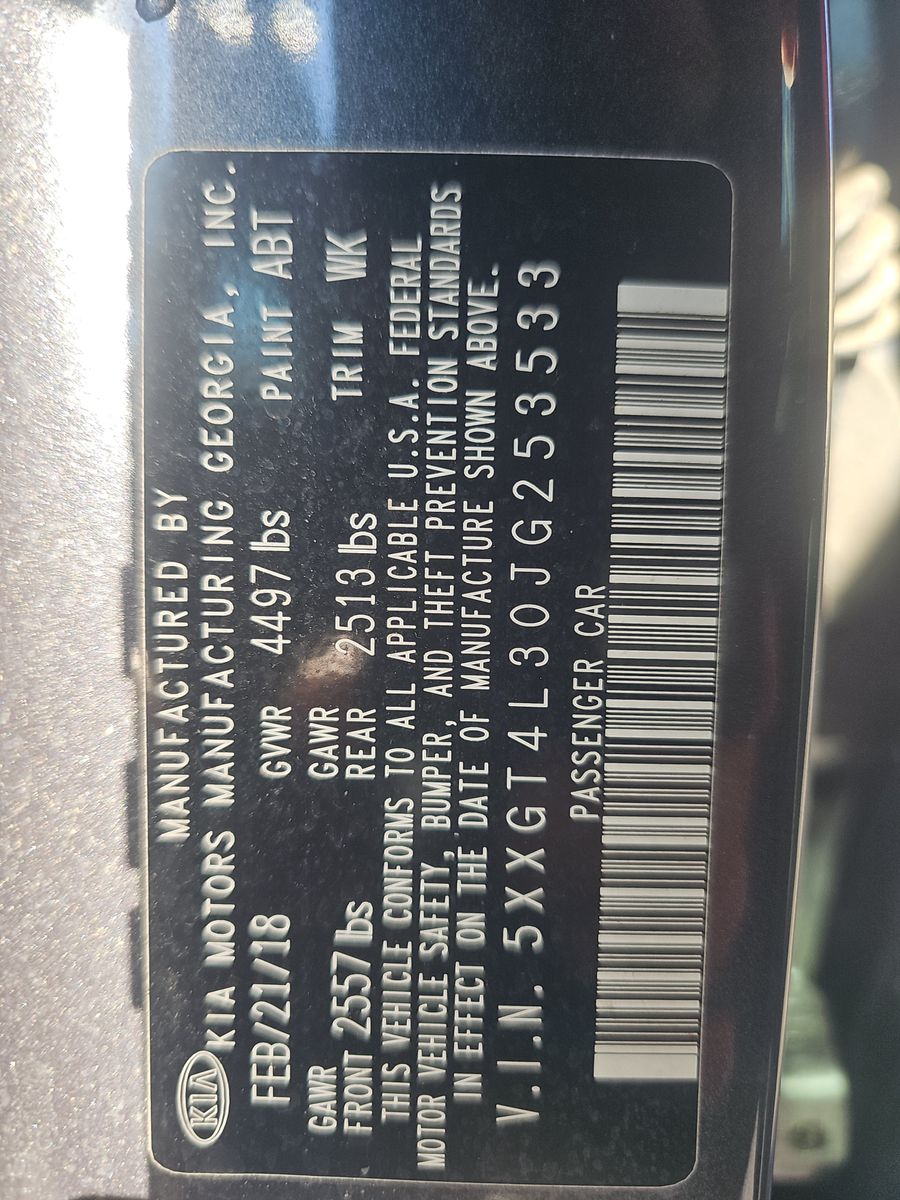 MANUFACTURED BY
KIA KIA MOTORS MANUFACTURING GEORGIA, INC.
FEB/21/18 GVWR 4497 lbs PAINT ABT
GAWR FRONT 2557 lbs GAWR REAR 2513 lbs TRIM WK
THIS VEHICLE CONFORMS TO ALL APPLICABLE U.S.A. FEDERAL
MOTOR VEHICLE SAFETY, BUMPER, AND THEFT PREVENTION STANDARDS
IN EFFECT ON THE DATE OF MANUFACTURE SHOWN ABOVE.
V.I.N. 5XXGT4L30JG253533
PASSENGER CAR